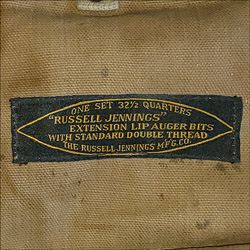 ONE SET 32½ QUARTERS
"RUSSELL JENNINGS"
EXTENSION LIP AUGER BITS
WITH STANDARD DOUBLE THREAD
THE RUSSELL JENNINGS MFG. CO.